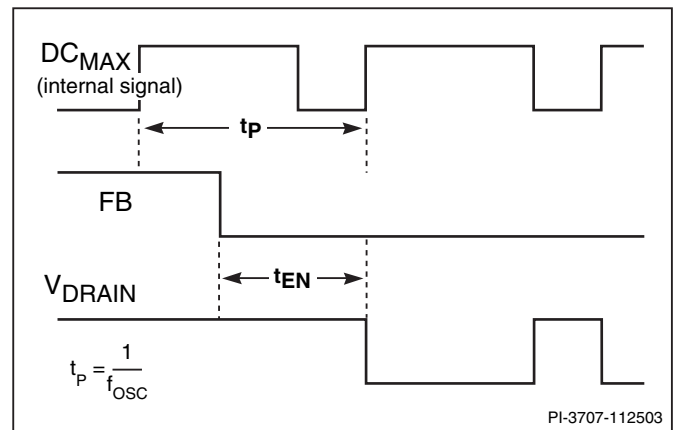 DCMAX
(internal signal)
tP
FB
tEN
VDRAIN
tP = 1/fOSC
PI-3707-112503